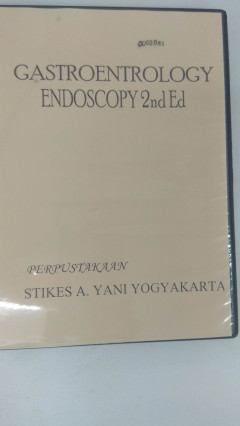 GASTROENTROLOGY
ENDOSCOPY 2nd Ed
PERPUSTAKAAN
STIKES A. YANI YOGYAKARTA